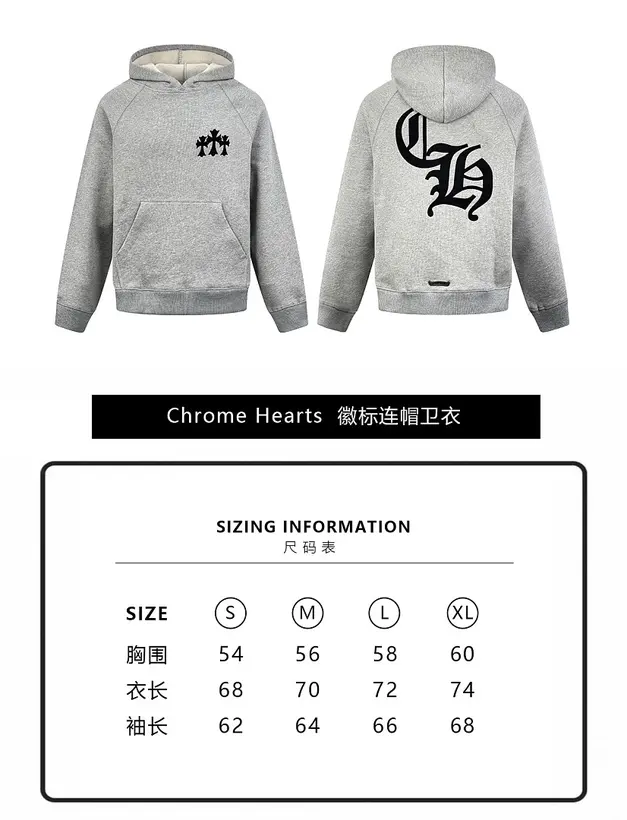 CH
Chrome Hearts 徽标连帽卫衣
SIZING INFORMATION
尺码表
SIZE S M L XL
胸围 54 56 58 60
衣长 68 70 72 74
袖长 62 64 66 68